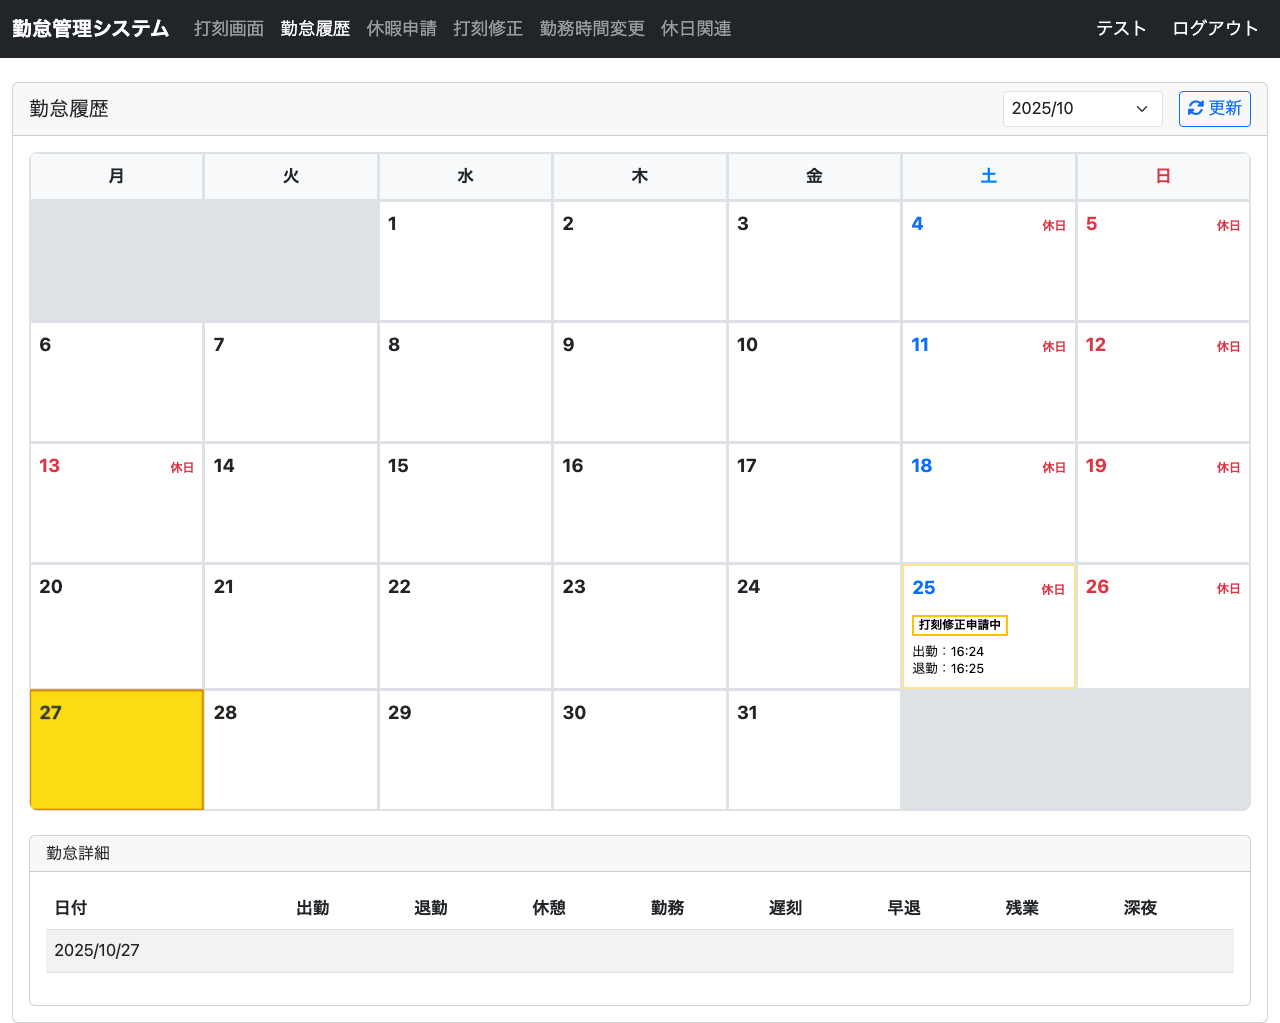 勤怠管理システム 打刻画面 勤怠履歴 休暇申請 打刻修正 勤務時間変更 休日関連 テスト ログアウト
勤怠履歴 2025/10 更新
月 火 水 木 金 土 日
1 2 3 4 休日 5 休日
6 7 8 9 10 11 休日 12 休日
13 休日 14 15 16 17 18 休日 19 休日
20 21 22 23 24 25 休日 26 休日
打刻修正申請中
出勤：16:24
退勤：16:25
27 28 29 30 31
勤怠詳細
日付 出勤 退勤 休憩 勤務 遅刻 早退 残業 深夜
2025/10/27